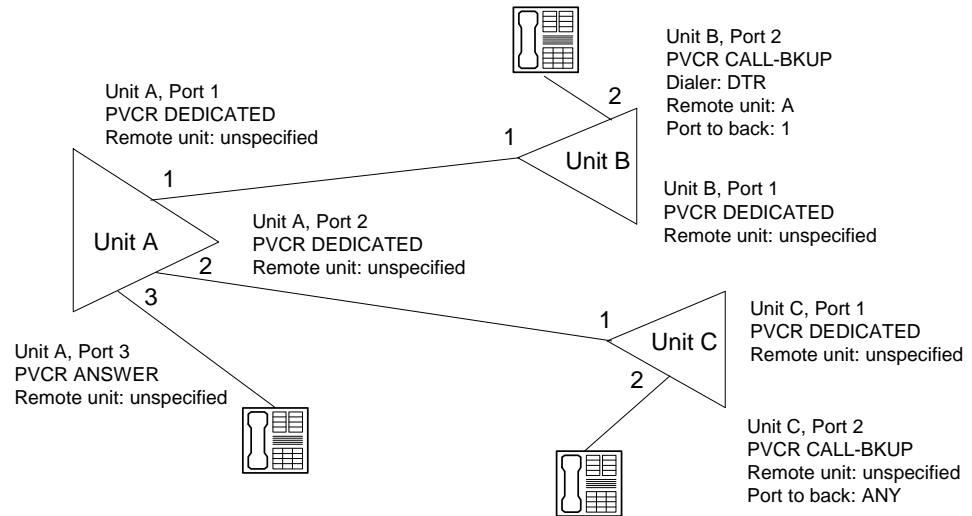 Unit B, Port 2
PVCR CALL-BKUP
Dialer: DTR
Remote unit: A
Port to back: 1
Unit A, Port 1
PVCR DEDICATED
Remote unit: unspecified
2
1
Unit B
1
Unit B, Port 1
PVCR DEDICATED
Remote unit: unspecified
Unit A, Port 2
PVCR DEDICATED
Remote unit: unspecified
Unit A
2
3
1
Unit C
2
Unit C, Port 1
PVCR DEDICATED
Remote unit: unspecified
Unit A, Port 3
PVCR ANSWER
Remote unit: unspecified
Unit C, Port 2
PVCR CALL-BKUP
Remote unit: unspecified
Port to back: ANY